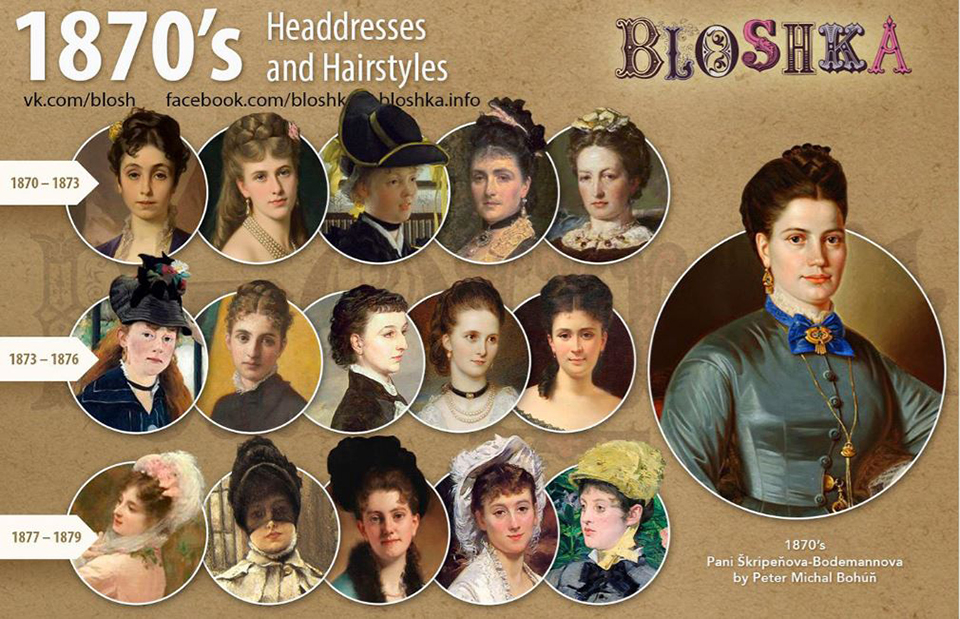 1870's
Headdresses
and Hairstyles
BLOSHKA
vk.com/blosh facebook.com/bloshk bloshka.info
1870 – 1873
1873 – 1876
1877 – 1879
1870's
Pani Škripeňova-Bodemannova
by Peter Michal Bohúň